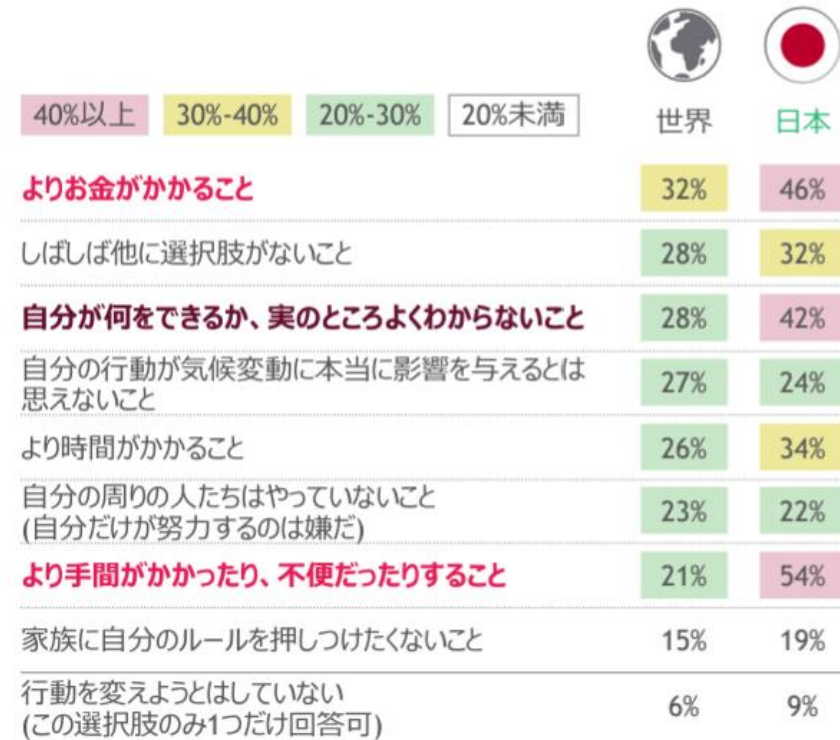 40%以上 30%-40% 20%-30% 20%未満 世界 日本
よりお金がかかること 32% 46%
しばしば他に選択肢がないこと 28% 32%
自分が何をできるか、実のところよくわからないこと 28% 42%
自分の行動が気候変動に本当に影響を与えるとは
思えないこと 27% 24%
より時間がかかること 26% 34%
自分の周りの人たちはやっていないこと
(自分だけが努力するのは嫌だ) 23% 22%
より手間がかかったり、不便だったりすること 21% 54%
家族に自分のルールを押しつけたくないこと 15% 19%
行動を変えようとはしていない
(この選択肢のみ1つだけ回答可) 6% 9%